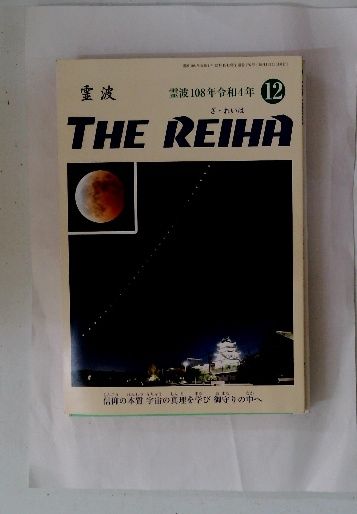 霊波
霊波108年令和4年 12
ざ・れいは
THE REIHA
信仰の本質 宇宙の真理を学び 御守りの中へ